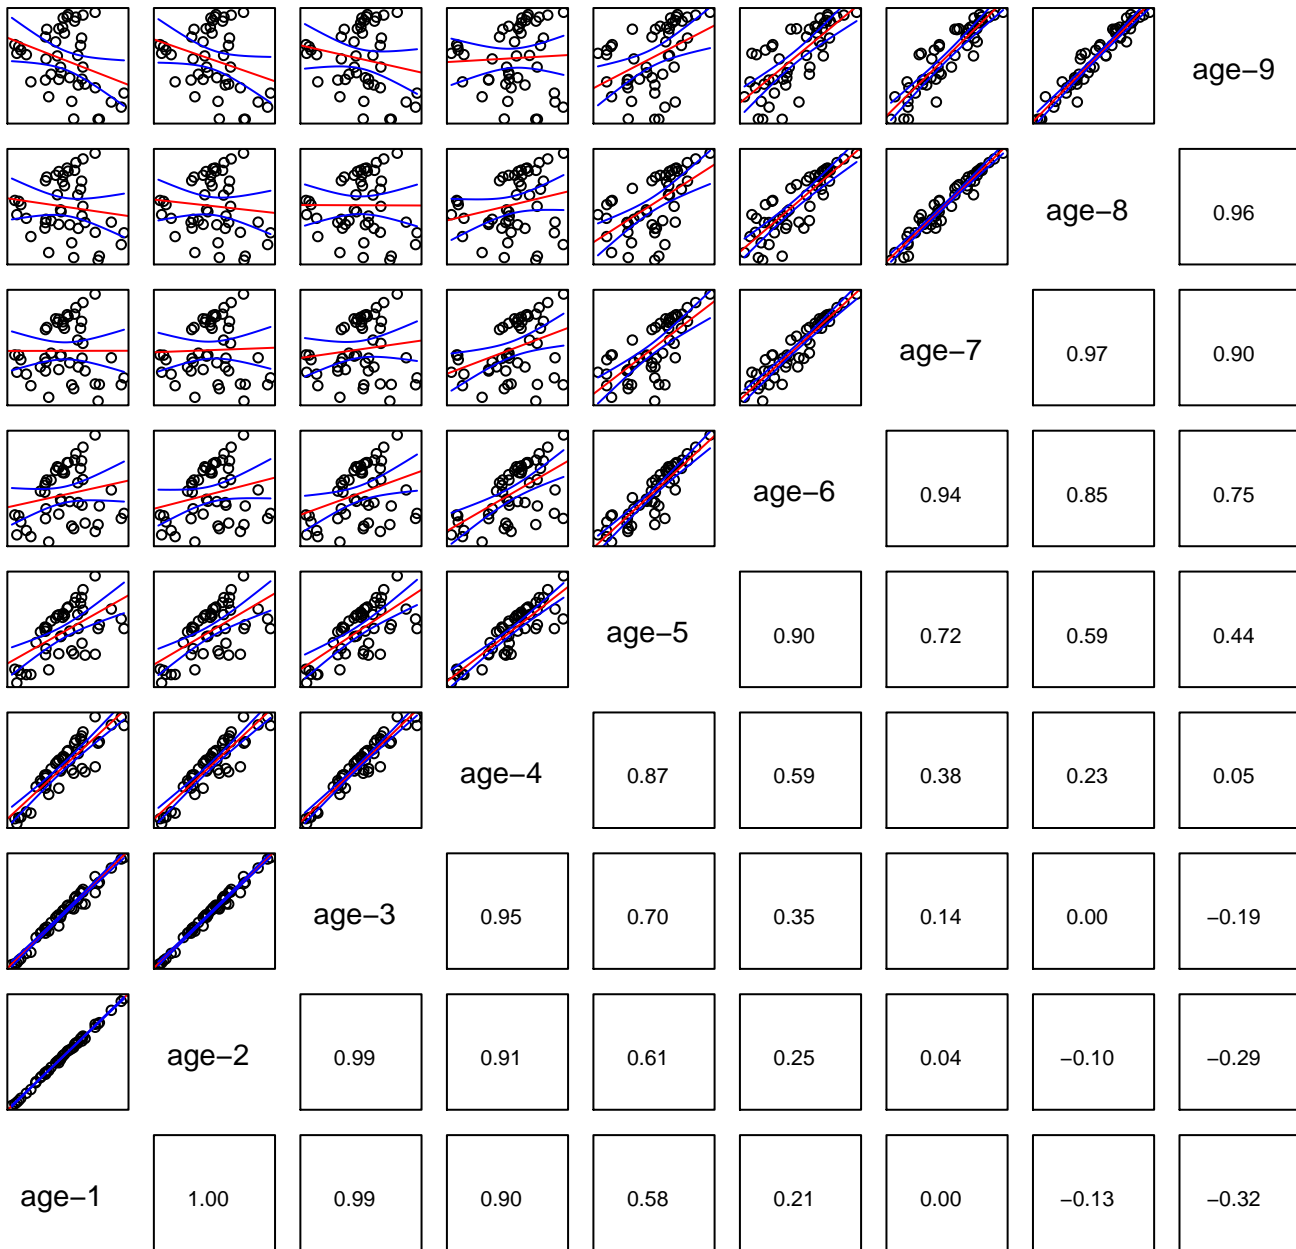 age−9
age−8 0.96
age−7 0.97 0.90
age−6 0.94 0.85 0.75
age−5 0.90 0.72 0.59 0.44
age−4 0.87 0.59 0.38 0.23 0.05
age−3 0.95 0.70 0.35 0.14 0.00 −0.19
age−2 0.99 0.91 0.61 0.25 0.04 −0.10 −0.29
age−1 1.00 0.99 0.90 0.58 0.21 0.00 −0.13 −0.32